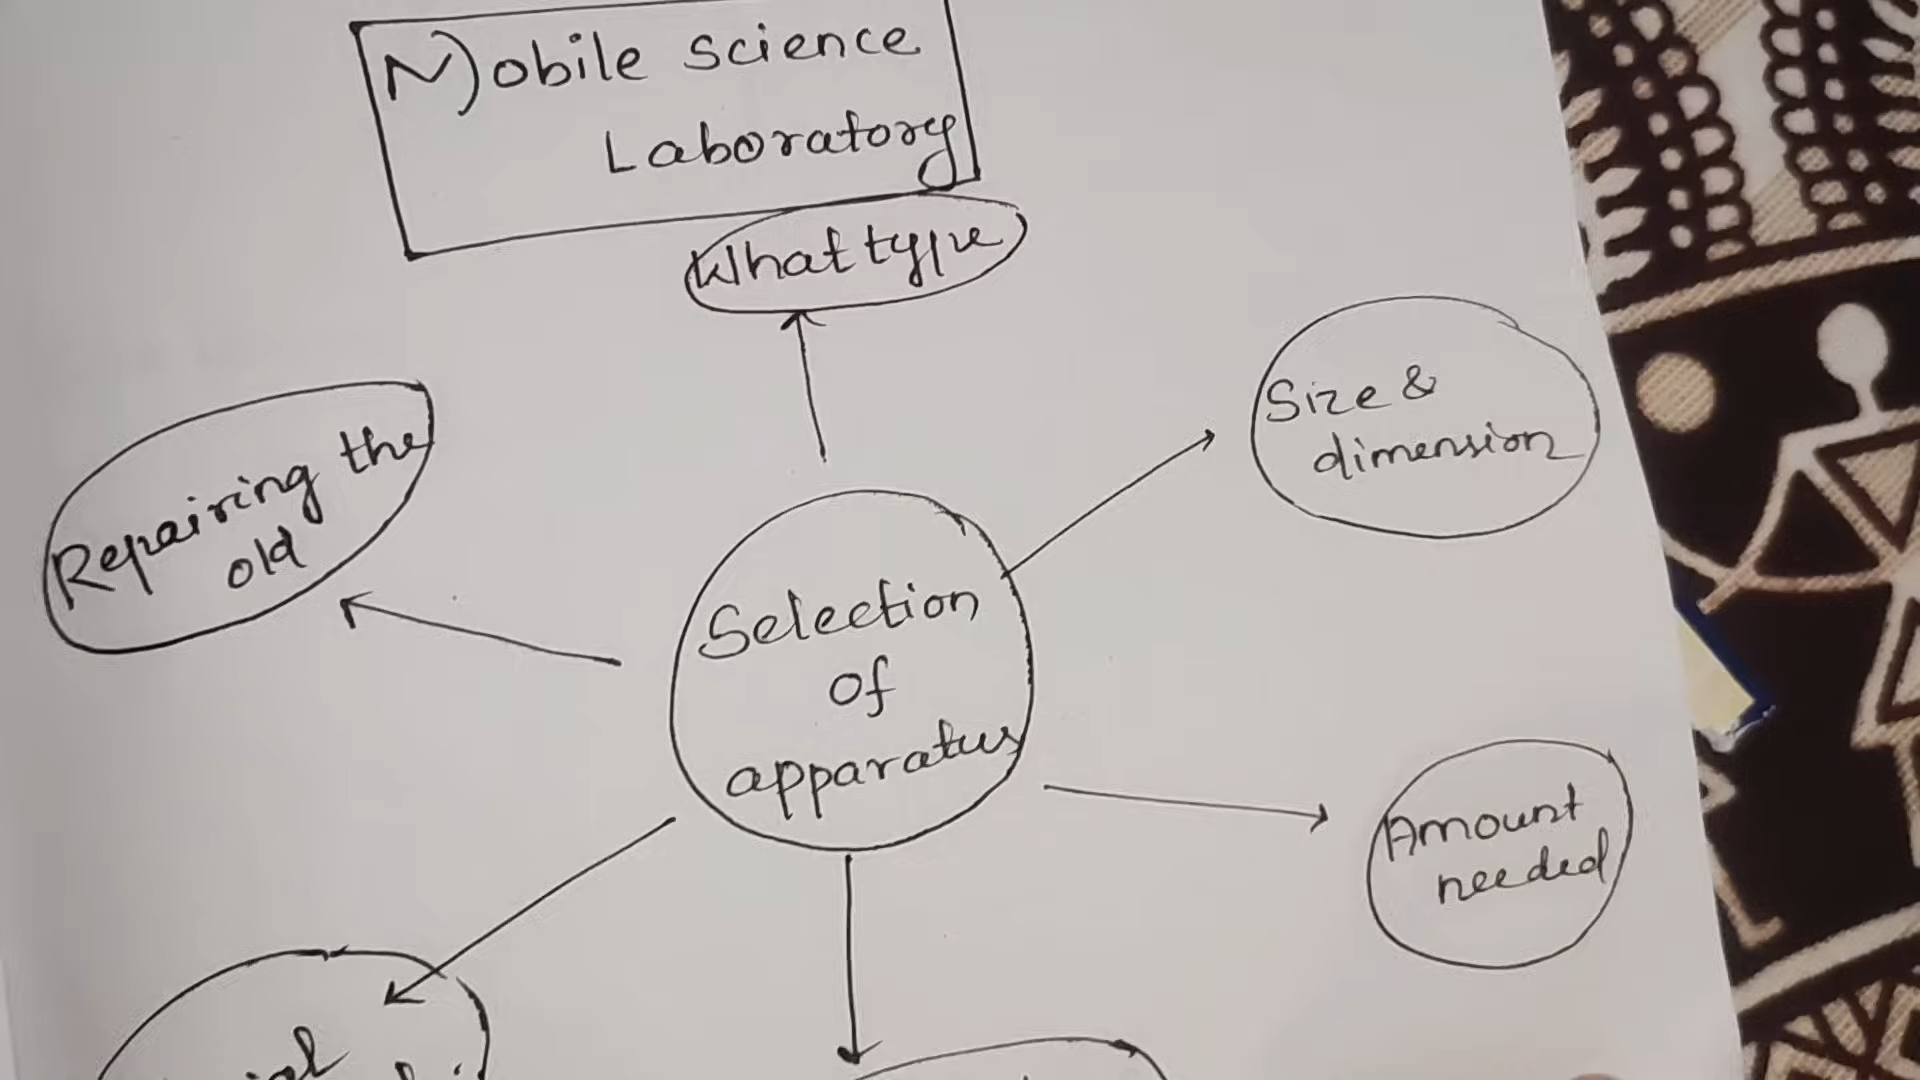 Mobile Science
Laboratory
What type
Size &
dimension
Repairing the
old
Selection
of
apparatus
Amount
needed